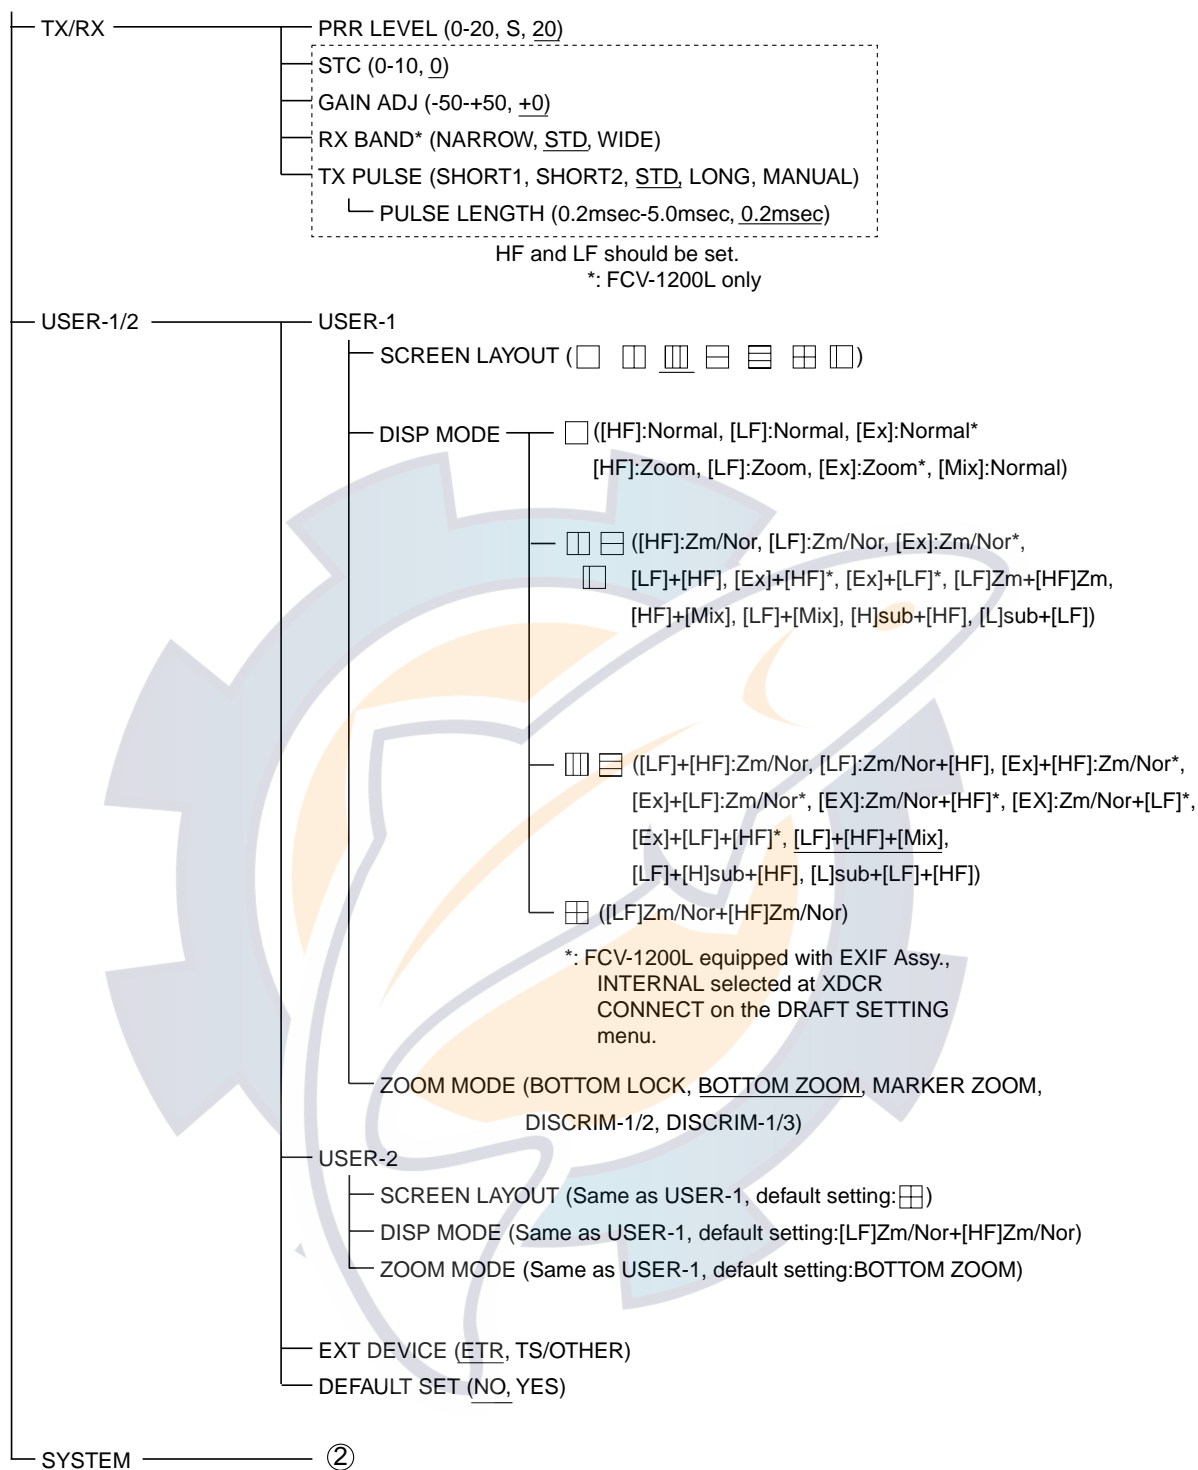 TX/RX PRR LEVEL (0-20, S, 20)
STC (0-10, 0)
GAIN ADJ (-50-+50, +0)
RX BAND* (NARROW, STD, WIDE)
TX PULSE (SHORT1, SHORT2, STD, LONG, MANUAL)
PULSE LENGTH (0.2msec-5.0msec, 0.2msec)
HF and LF should be set.
*: FCV-1200L only
USER-1/2 USER-1
SCREEN LAYOUT ( )
DISP MODE ([HF]:Normal, [LF]:Normal, [Ex]:Normal*
[HF]:Zoom, [LF]:Zoom, [Ex]:Zoom*, [Mix]:Normal)
([HF]:Zm/Nor, [LF]:Zm/Nor, [Ex]:Zm/Nor*,
[LF]+[HF], [Ex]+[HF]*, [Ex]+[LF]*, [LF]Zm+[HF]Zm,
[HF]+[Mix], [LF]+[Mix], [H]sub+[HF], [L]sub+[LF])
([LF]+[HF]:Zm/Nor, [LF]:Zm/Nor+[HF], [Ex]+[HF]:Zm/Nor*,
[Ex]+[LF]:Zm/Nor*, [EX]:Zm/Nor+[HF]*, [EX]:Zm/Nor+[LF]*,
[Ex]+[LF]+[HF]*, [LF]+[HF]+[Mix],
[LF]+[H]sub+[HF], [L]sub+[LF]+[HF])
([LF]Zm/Nor+[HF]Zm/Nor)
*: FCV-1200L equipped with EXIF Assy.,
INTERNAL selected at XDCR
CONNECT on the DRAFT SETTING
menu.
ZOOM MODE (BOTTOM LOCK, BOTTOM ZOOM, MARKER ZOOM,
DISCRIM-1/2, DISCRIM-1/3)
USER-2
SCREEN LAYOUT (Same as USER-1, default setting: )
DISP MODE (Same as USER-1, default setting:[LF]Zm/Nor+[HF]Zm/Nor)
ZOOM MODE (Same as USER-1, default setting:BOTTOM ZOOM)
EXT DEVICE (ETR, TS/OTHER)
DEFAULT SET (NO, YES)
SYSTEM ②